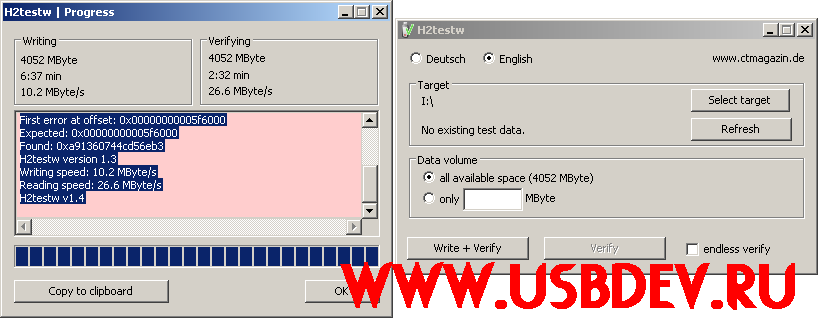 H2testw | Progress
Writing
4052 MByte
6:37 min
10.2 MByte/s
Verifying
4052 MByte
2:32 min
26.6 MByte/s
First error at offset: 0x00000000005f6000
Expected: 0x00000000005f6000
Found: 0xa91360744cd56eb3
H2testw version 1.3
Writing speed: 10.2 MByte/s
Reading speed: 26.6 MByte/s
H2testw v1.4
Copy to clipboard
OK
H2testw
Deutsch
English
www.ctmagazin.de
Target
I:\
Select target
No existing test data.
Refresh
Data volume
all available space (4052 MByte)
only
MByte
Write + Verify
Verify
endless verify
WWW.USBDEV.RU